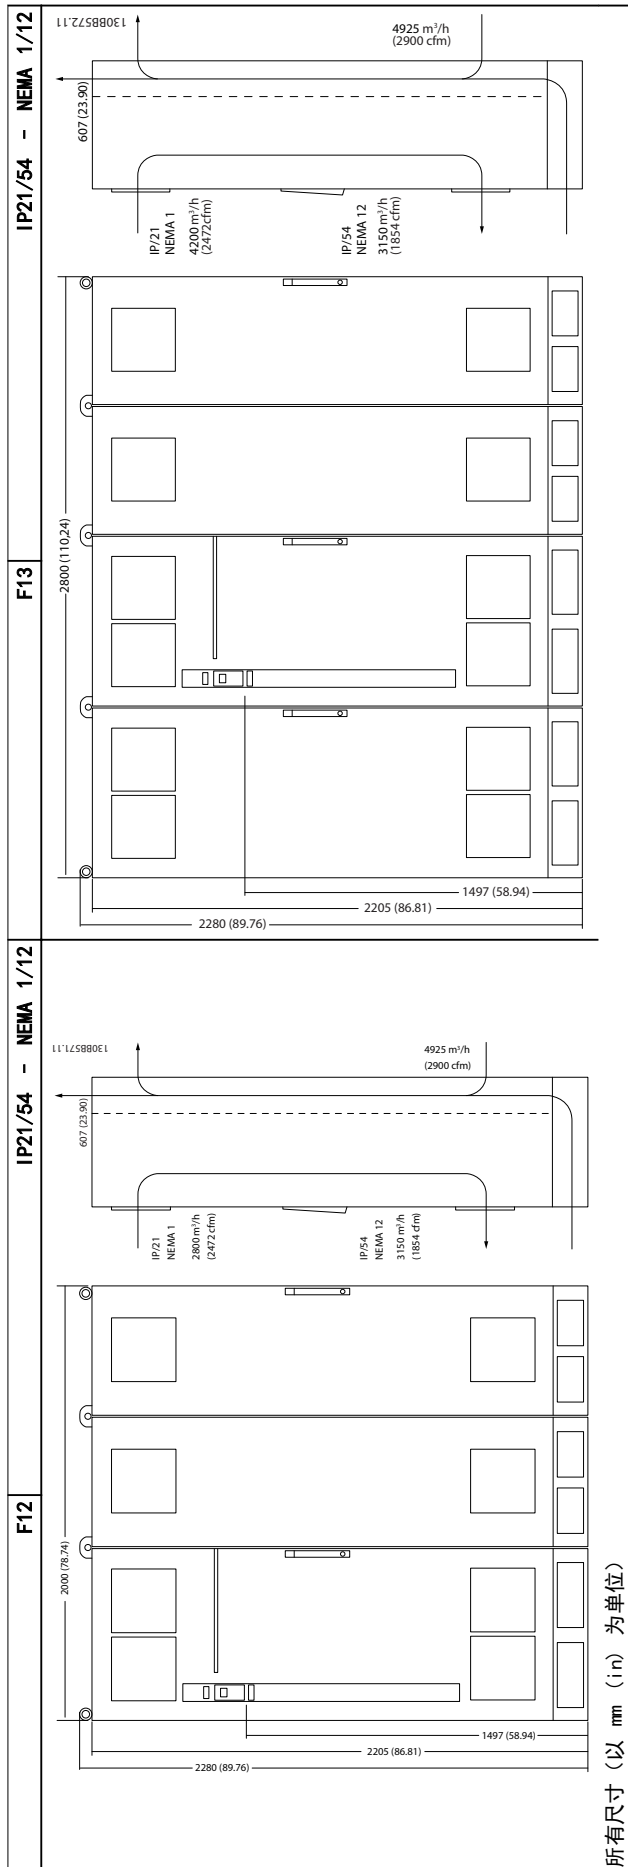 F12
IP21/54 - NEMA 1/12
F13
IP21/54 - NEMA 1/12
2000 (78.74)
2280 (89.76)
2205 (86.81)
1497 (58.94)
IP/21
NEMA 1
2800 m³/h
(2472 cfm)
IP/54
NEMA 12
3150 m³/h
(1854 cfm)
607 (23.90)
4925 m³/h
(2900 cfm)
130BB571.11
2800 (110,24)
2280 (89.76)
2205 (86.81)
1497 (58.94)
IP/21
NEMA 1
4200 m³/h
(2472cfm)
IP/54
NEMA 12
3150 m³/h
(1854 cfm)
607 (23.90)
4925 m³/h
(2900 cfm)
130BB572.11
所有尺寸（以 mm (in) 为单位）